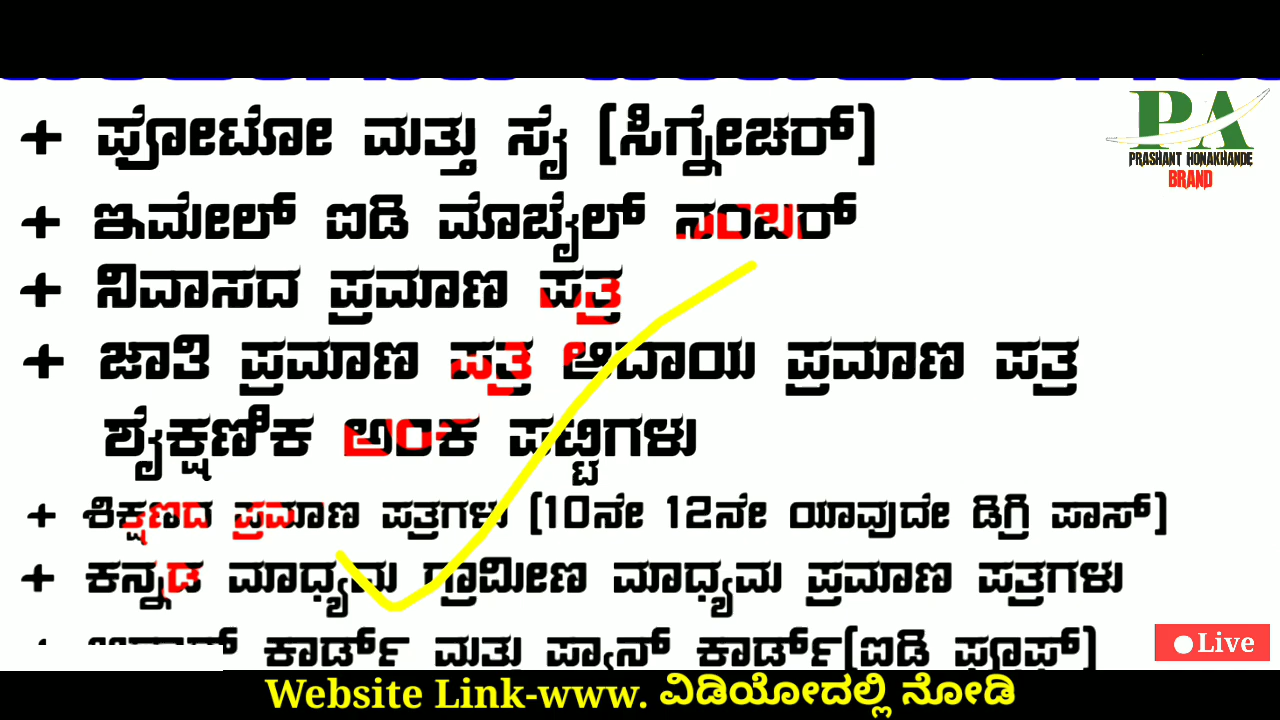 + ಫೋಟೋ ಮತ್ತು ಸೈ [ಸಿಗ್ನೇಚರ್]
PA
PRASHANT HONAKHANDE
BRAND
+ ಇಮೇಲ್ ಐಡಿ ಮೊಬೈಲ್ ನಂಬರ್
+ ನಿವಾಸದ ಪ್ರಮಾಣ ಪತ್ರ
+ ಜಾತಿ ಪ್ರಮಾಣ ಪತ್ರ ಆದಾಯ ಪ್ರಮಾಣ ಪತ್ರ
ಶೈಕ್ಷಣಿಕ ಅಂಕ ಪಟ್ಟಿಗಳು
+ ಶಿಕ್ಷಣದ ಪ್ರಮಾಣ ಪತ್ರಗಳು [10ನೇ 12ನೇ ಯಾವುದೇ ಡಿಗ್ರಿ ಪಾಸ್]
+ ಕನ್ನಡ ಮಾಧ್ಯಮ ಗ್ರಾಮೀಣ ಮಾಧ್ಯಮ ಪ್ರಮಾಣ ಪತ್ರಗಳು
+ ಕಾರ್ಡ್ ಮತ್ತು ಪ್ಯಾನ್ ಕಾರ್ಡ್[ಐಡಿ ಫ್ರೂಫ್]
Live
Website Link-www. ವಿಡಿಯೋದಲ್ಲಿ ನೋಡಿ